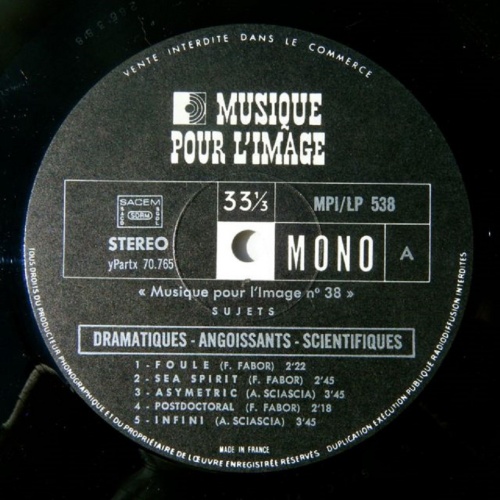 VENTE INTERDITE DANS LE COMMERCE
MUSIQUE
POUR L'IMAGE
SACEM
SDRM
33 1/3
MPI/LP 538
STEREO
yPartx 70.765
MONO
A
« Musique pour l'Image nº 38 »
SUJETS
DRAMATIQUES - ANGOISSANTS - SCIENTIFIQUES
1 - FOULE (F. FABOR) 2'22
2 - SEA SPIRIT (F. FABOR) 2'45
3 - ASYMETRIC (A. SCIASCIA) 3'45
4 - POSTDOCTORAL (F. FABOR) 2'18
5 - INFINI (A. SCIASCIA) 3'45
MADE IN FRANCE
TOUS DROITS DU PRODUCTEUR PHONOGRAPHIQUE ET DU PROPRIÉTAIRE DE L'ŒUVRE ENREGISTRÉE RÉSERVÉS. DUPLICATION EXÉCUTION PUBLIQUE RADIODIFFUSION INTERDITES